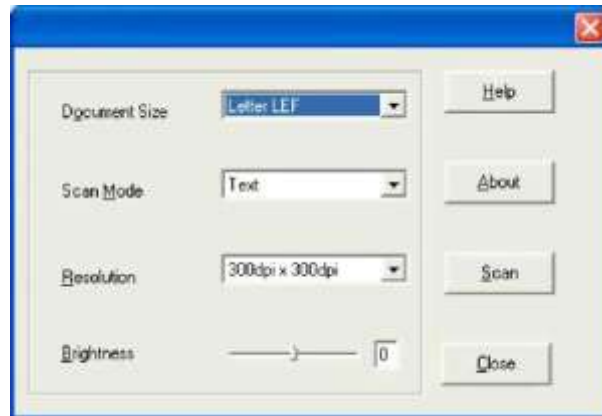 Document Size
Letter LEF
Help
Scan Mode
Text
About
Resolution
300dpi x 300dpi
Scan
Brightness
0
Close